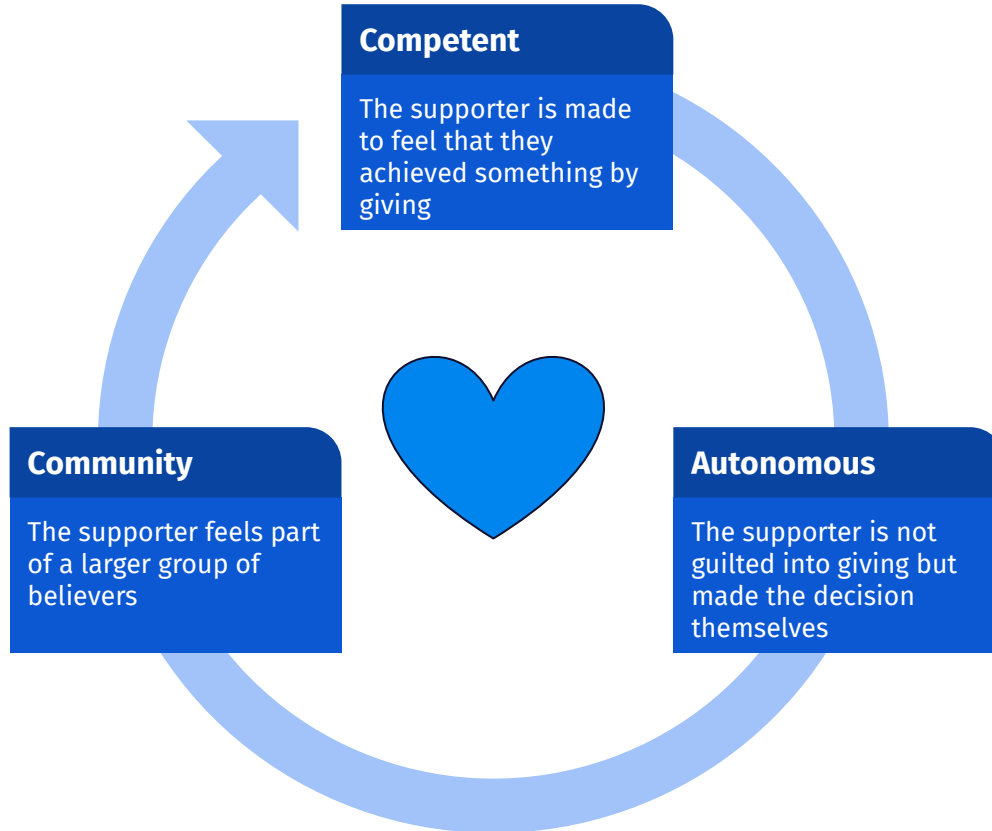 Competent
The supporter is made
to feel that they
achieved something by
giving
Community
The supporter feels part
of a larger group of
believers
Autonomous
The supporter is not
guilted into giving but
made the decision
themselves